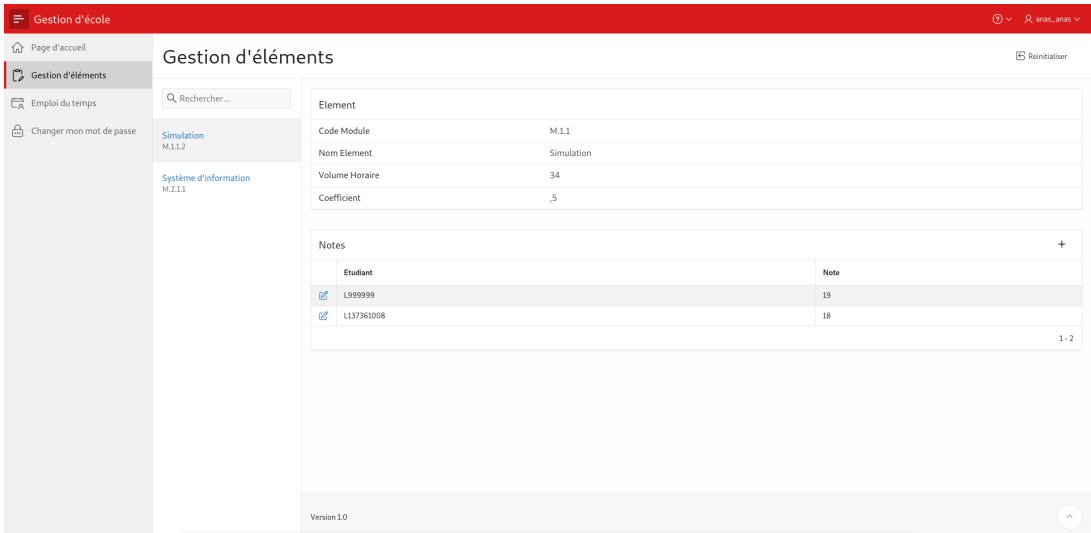 Gestion d'école
anas_anas
Page d'accueil
Gestion d'éléments
Emploi du temps
Changer mon mot de passe
Gestion d'éléments
Réinitialiser
Rechercher...
Simulation
M.1.1.2
Système d'information
M.2.1.1
Element
Code Module M.1.1
Nom Element Simulation
Volume Horaire 34
Coefficient ,5
Notes
Etudiant Note
L999999 19
L137361008 18
1 - 2
Version 1.0